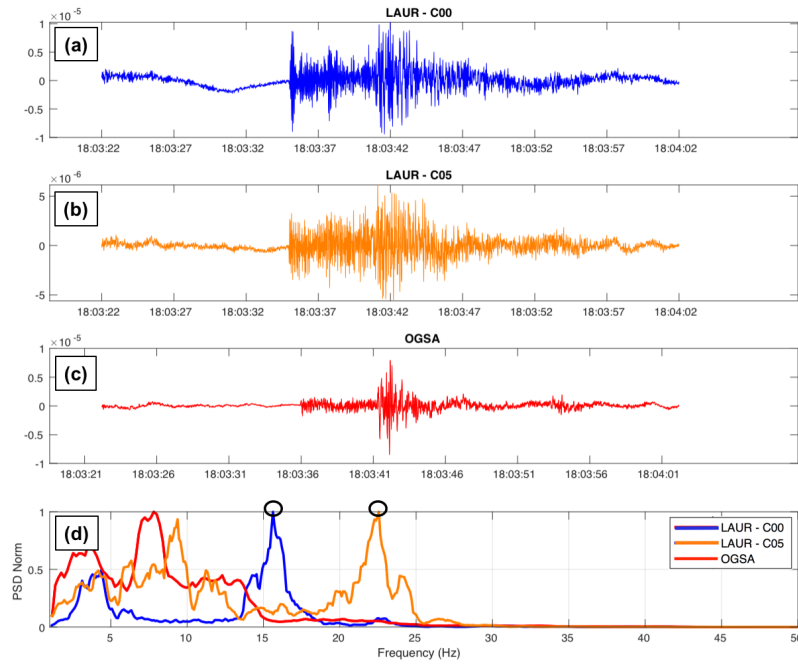 LAUR - C00
×10⁻⁵
(a)
1
0.5
0
-0.5
-1
18:03:22 18:03:27 18:03:32 18:03:37 18:03:42 18:03:47 18:03:52 18:03:57 18:04:02
LAUR - C05
×10⁻⁶
(b)
5
0
-5
18:03:22 18:03:27 18:03:32 18:03:37 18:03:42 18:03:47 18:03:52 18:03:57 18:04:02
OGSA
×10⁻⁵
(c)
1
0.5
0
-0.5
-1
18:03:21 18:03:26 18:03:31 18:03:36 18:03:41 18:03:46 18:03:51 18:03:56 18:04:01
(d)
PSD Norm
1
0.5
0
LAUR - C00
LAUR - C05
OGSA
5 10 15 20 25 30 35 40 45 50
Frequency (Hz)